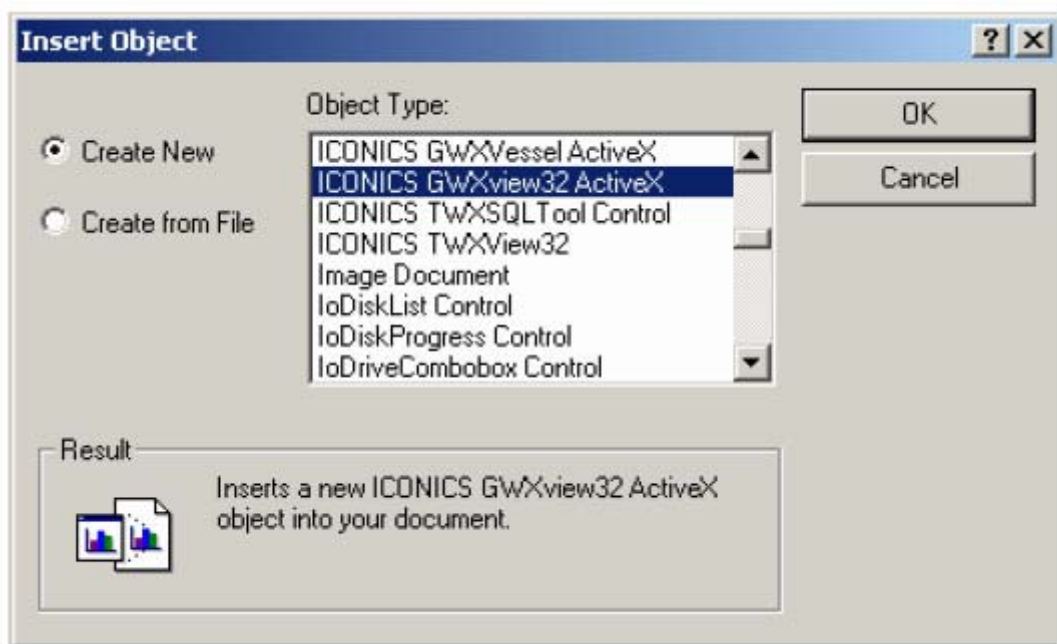 Insert Object
Object Type:
Create New
Create from File
ICONICS GWXVessel ActiveX
ICONICS GWXview32 ActiveX
ICONICS TWXSQLTool Control
ICONICS TWXView32
Image Document
IoDiskList Control
IoDiskProgress Control
IoDriveCombobox Control
OK
Cancel
Result
Inserts a new ICONICS GWXview32 ActiveX
object into your document.